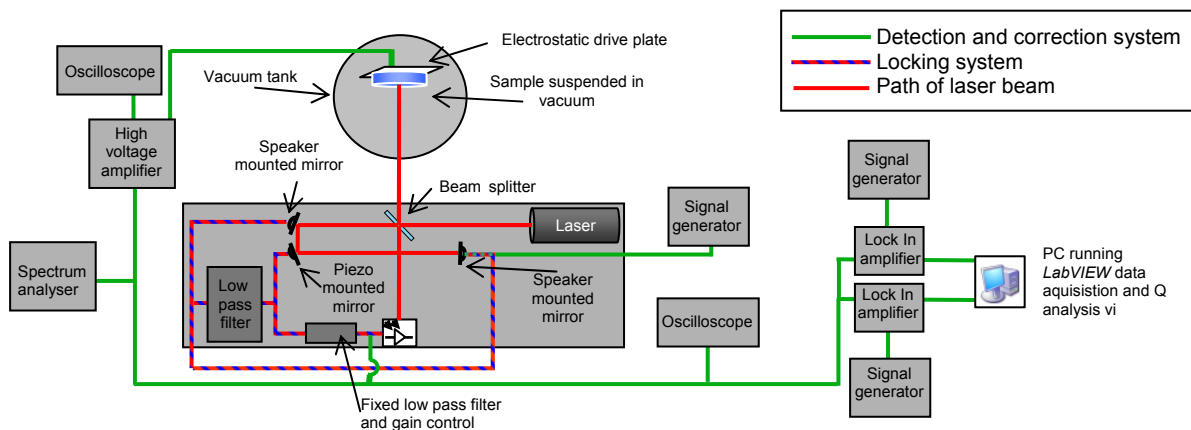 Electrostatic drive plate
Oscilloscope
Vacuum tank
Sample suspended in
vacuum
High
voltage
amplifier
Speaker
mounted mirror
Beam splitter
Signal
generator
Laser
Spectrum
analyser
Low
pass
filter
Piezo
mounted
mirror
Speaker
mounted
mirror
Fixed low pass filter
and gain control
Oscilloscope
Detection and correction system
Locking system
Path of laser beam
Signal
generator
Lock In
amplifier
Lock In
amplifier
Signal
generator
PC running
LabVIEW data
aquisistion and Q
analysis vi